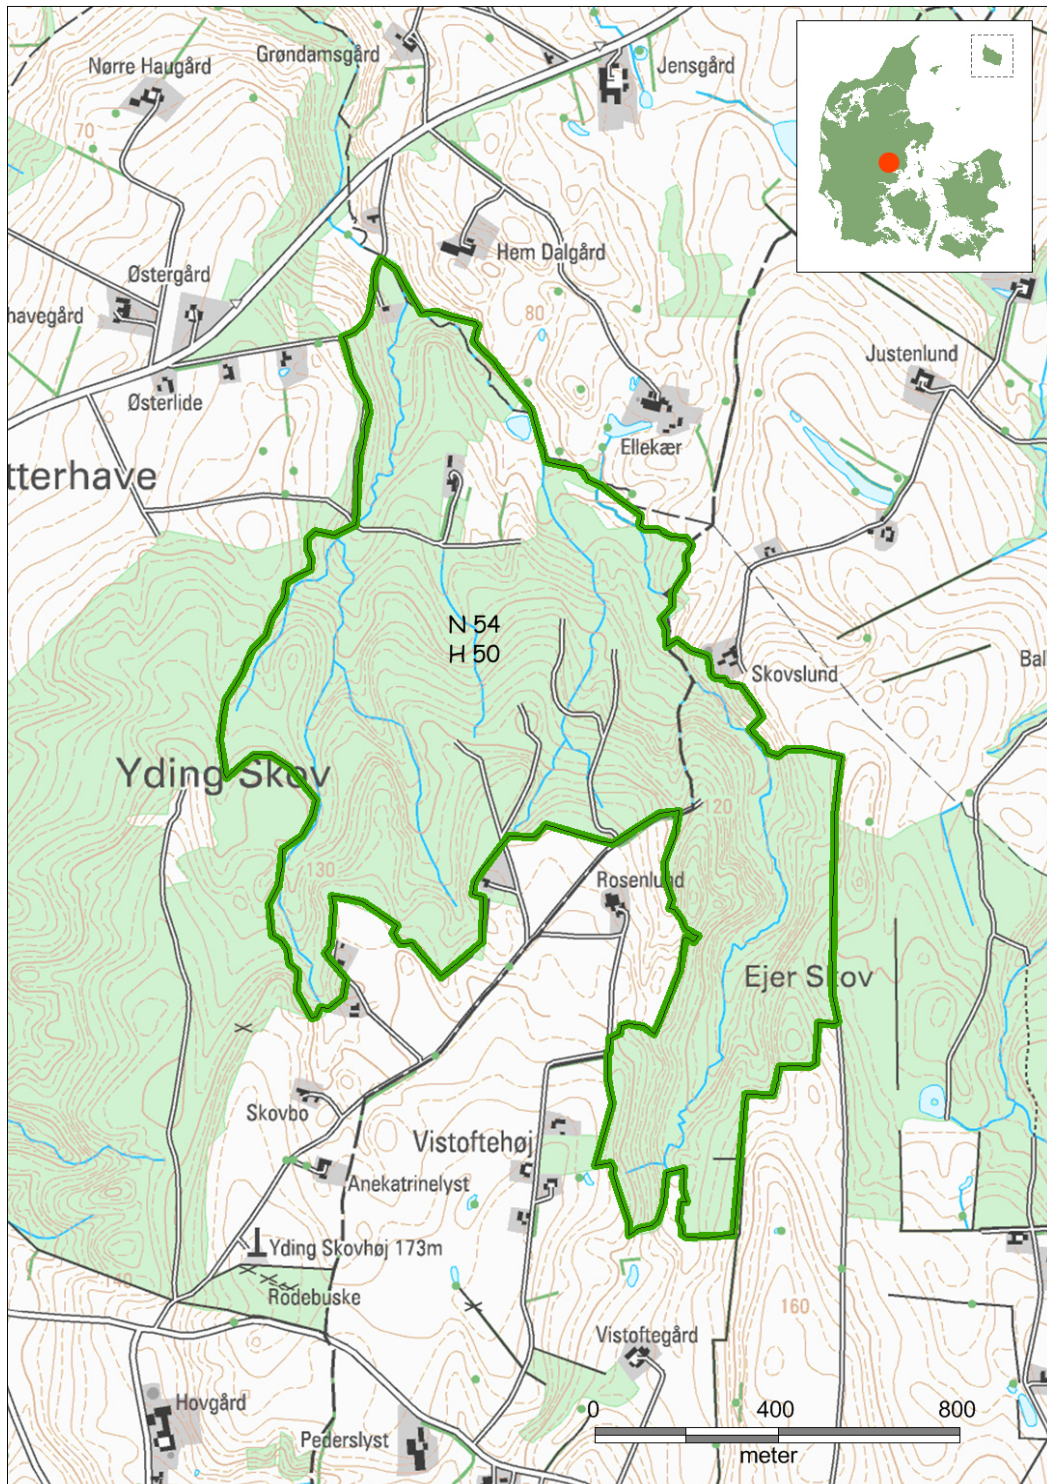 Grøndamsgård
Nørre Haugård
Jensgård
70
Hem Dalgård
Østergård
havegård
80
Justenlund
Østerlide
Ellekær
tterhave
N 54
H 50
Skovslund
Bal
Yding Skov
120
130
Rosenlund
Ejer Skov
Skovbo
Vistoftehøj
Anekatrinelyst
Yding Skovhøj 173m
Rødebuske
160
Vistoftegård
Hovgård
Pederslyst
0 400 800
meter